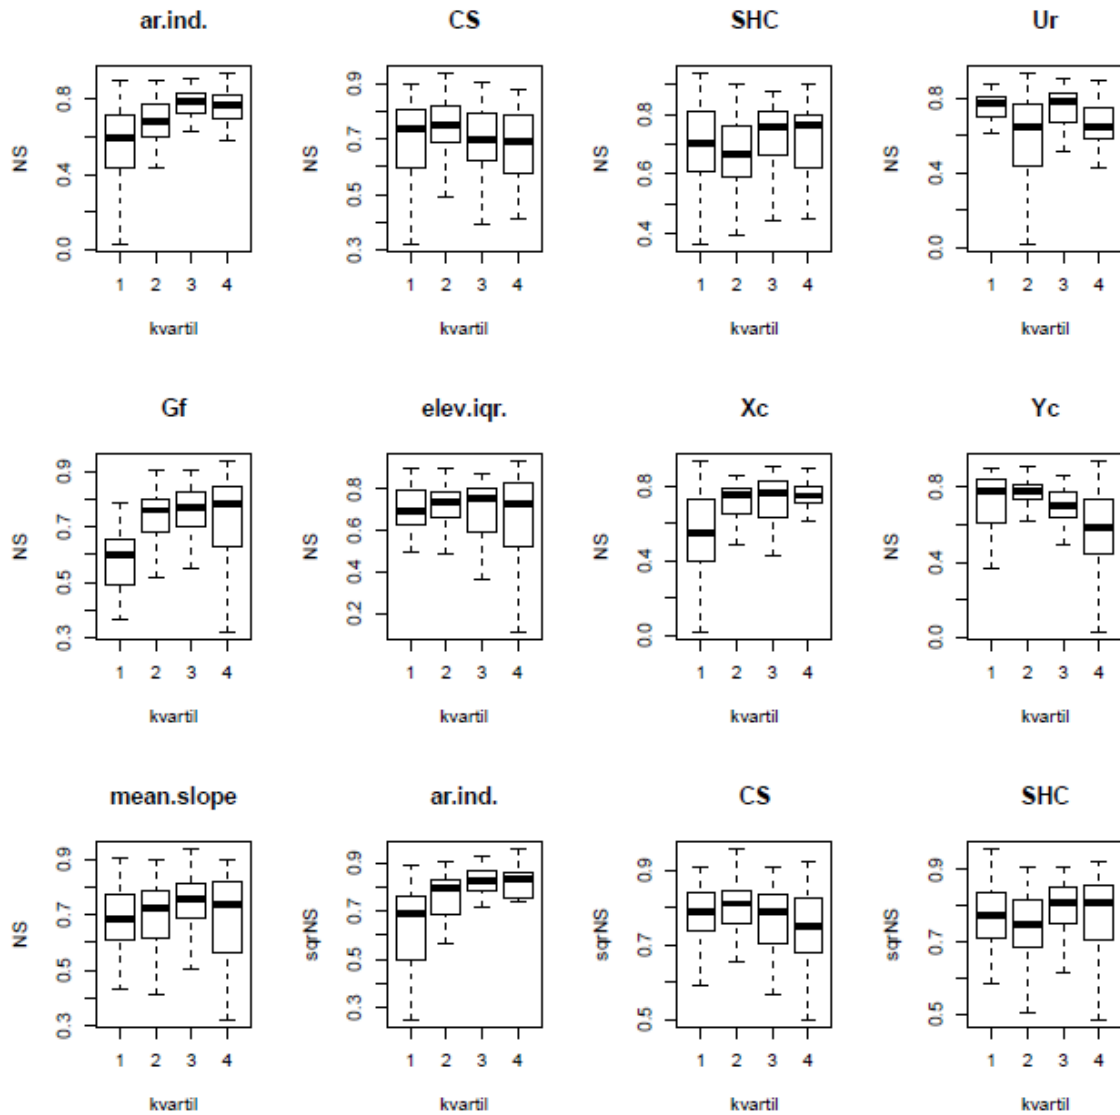 ar.ind. CS SHC Ur
NS 0.0 0.4 0.8 NS 0.3 0.5 0.7 0.9 NS 0.4 0.6 0.8 NS 0.0 0.4 0.8
1 2 3 4 1 2 3 4 1 2 3 4 1 2 3 4
kvartil kvartil kvartil kvartil
Gf elev.iqr. Xc Yc
NS 0.3 0.5 0.7 0.9 NS 0.2 0.4 0.6 0.8 NS 0.0 0.4 0.8 NS 0.0 0.4 0.8
1 2 3 4 1 2 3 4 1 2 3 4 1 2 3 4
kvartil kvartil kvartil kvartil
mean.slope ar.ind. CS SHC
NS 0.3 0.5 0.7 0.9 sqrNS 0.3 0.5 0.7 0.9 sqrNS 0.5 0.7 0.9 sqrNS 0.5 0.7 0.9
1 2 3 4 1 2 3 4 1 2 3 4 1 2 3 4
kvartil kvartil kvartil kvartil